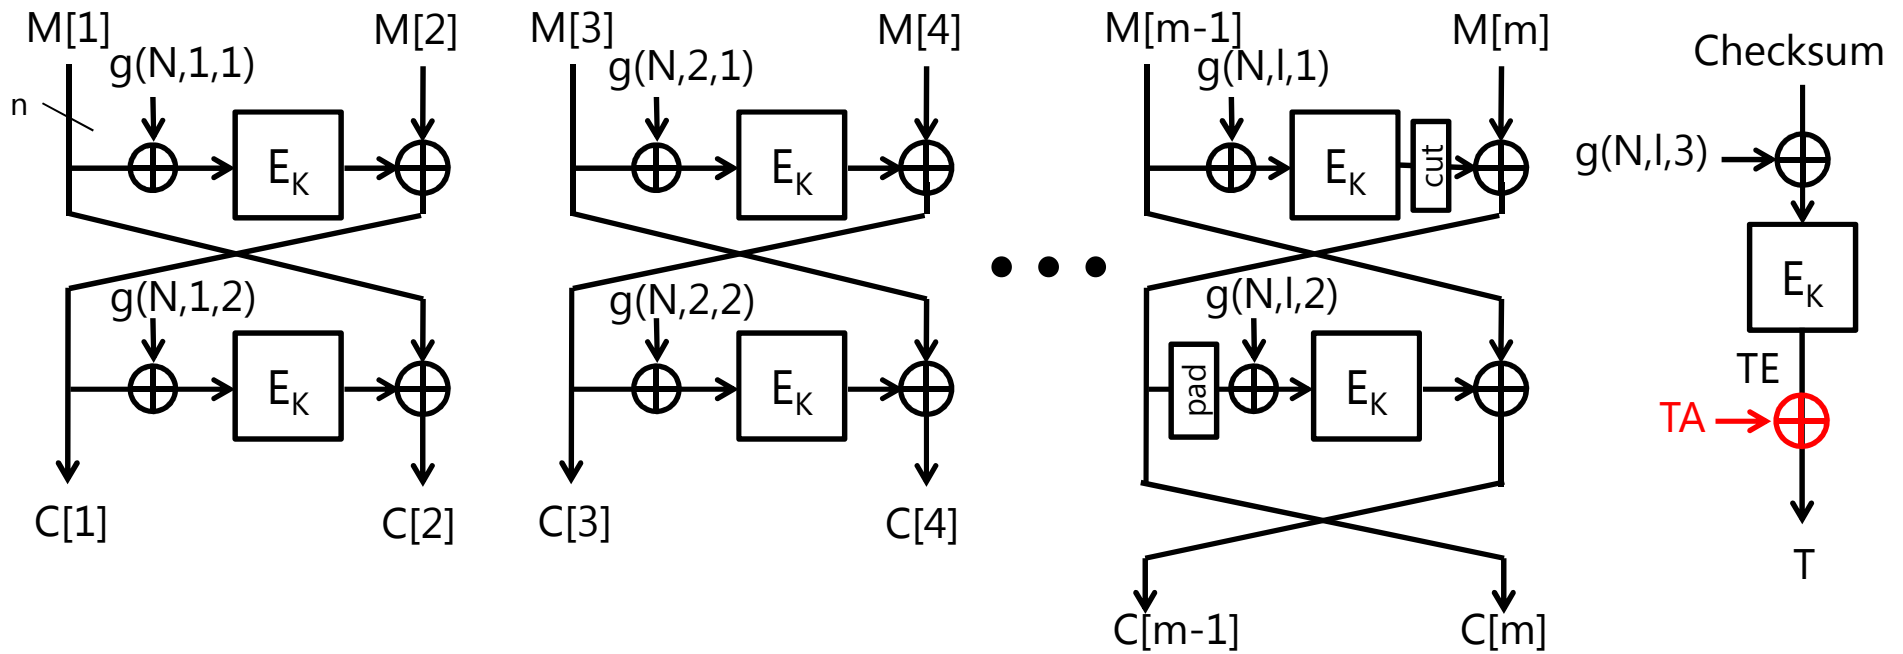 M[1]
M[2]
M[3]
M[4]
M[m-1]
M[m]
Checksum
g(N,1,1)
g(N,2,1)
g(N,l,1)
n
E_K
E_K
E_K
cut
g(N,l,3)
E_K
g(N,1,2)
g(N,2,2)
g(N,l,2)
E_K
E_K
pad
E_K
TE
TA
C[1]
C[2]
C[3]
C[4]
T
C[m-1]
C[m]